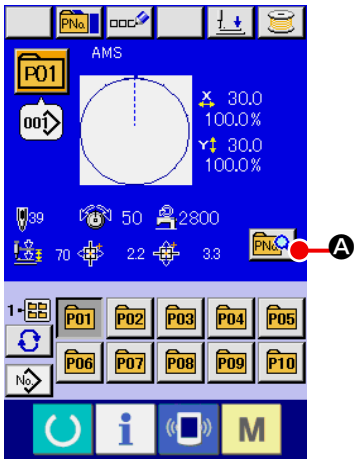 PNo.
AMS
P01
001
X 30.0
100.0%
Y 30.0
100.0%
39 50 2800
70 2.2 3.3
PNo.
A
1-
P01 P02 P03 P04 P05
P06 P07 P08 P09 P10
No.
i M